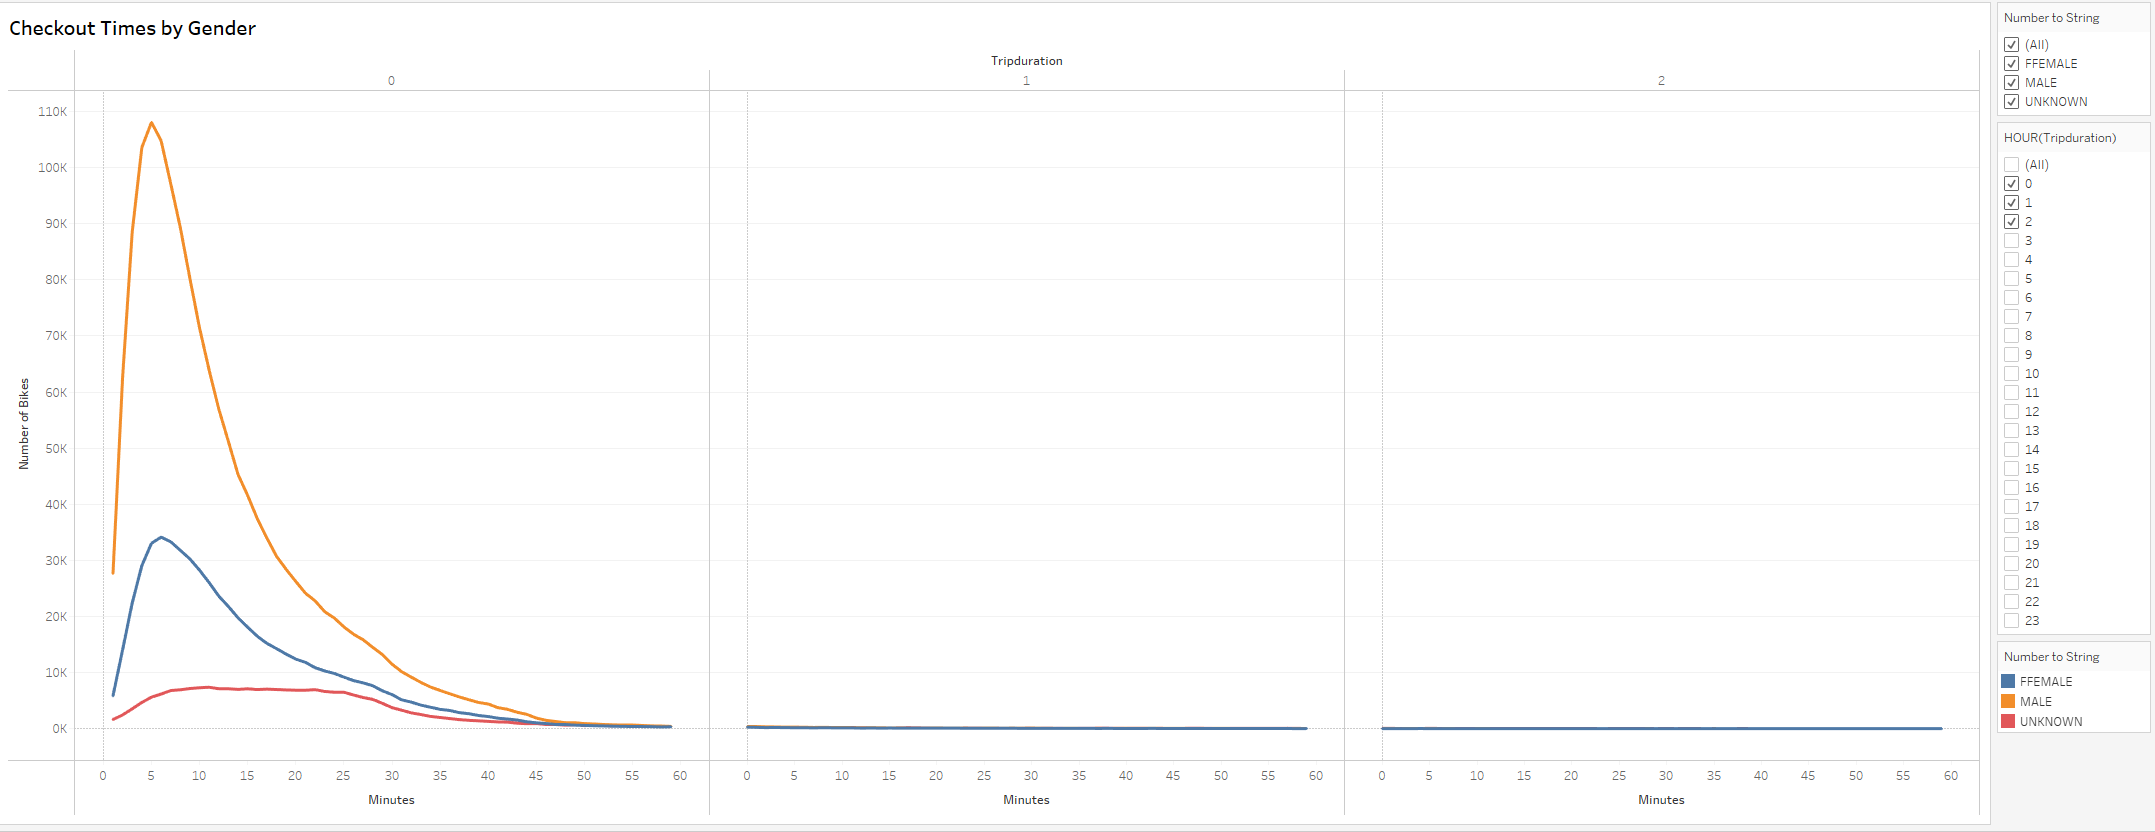 Checkout Times by Gender
Tripduration
0 1 2
110K
100K
90K
80K
70K
60K
50K
40K
30K
20K
10K
0K
Number of Bikes
0 5 10 15 20 25 30 35 40 45 50 55 60
Minutes
0 5 10 15 20 25 30 35 40 45 50 55 60
Minutes
0 5 10 15 20 25 30 35 40 45 50 55 60
Minutes
Number to String
(All)
FFEMALE
MALE
UNKNOWN
HOUR(Tripduration)
(All)
0
1
2
3
4
5
6
7
8
9
10
11
12
13
14
15
16
17
18
19
20
21
22
23
Number to String
FFEMALE
MALE
UNKNOWN